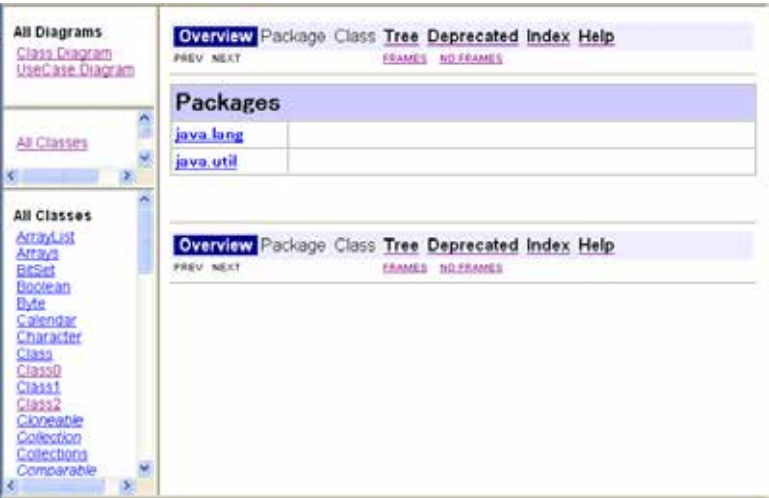 All Diagrams
Class Diagram
UseCase Diagram
All Classes
All Classes
ArrayList
Arrays
BitSet
Boolean
Byte
Calendar
Character
Class
Class0
Class1
Class2
Cloneable
Collection
Collections
Comparable
Overview Package Class Tree Deprecated Index Help
PREV NEXT FRAMES NO FRAMES
Packages
java.lang
java.util
Overview Package Class Tree Deprecated Index Help
PREV NEXT FRAMES NO FRAMES